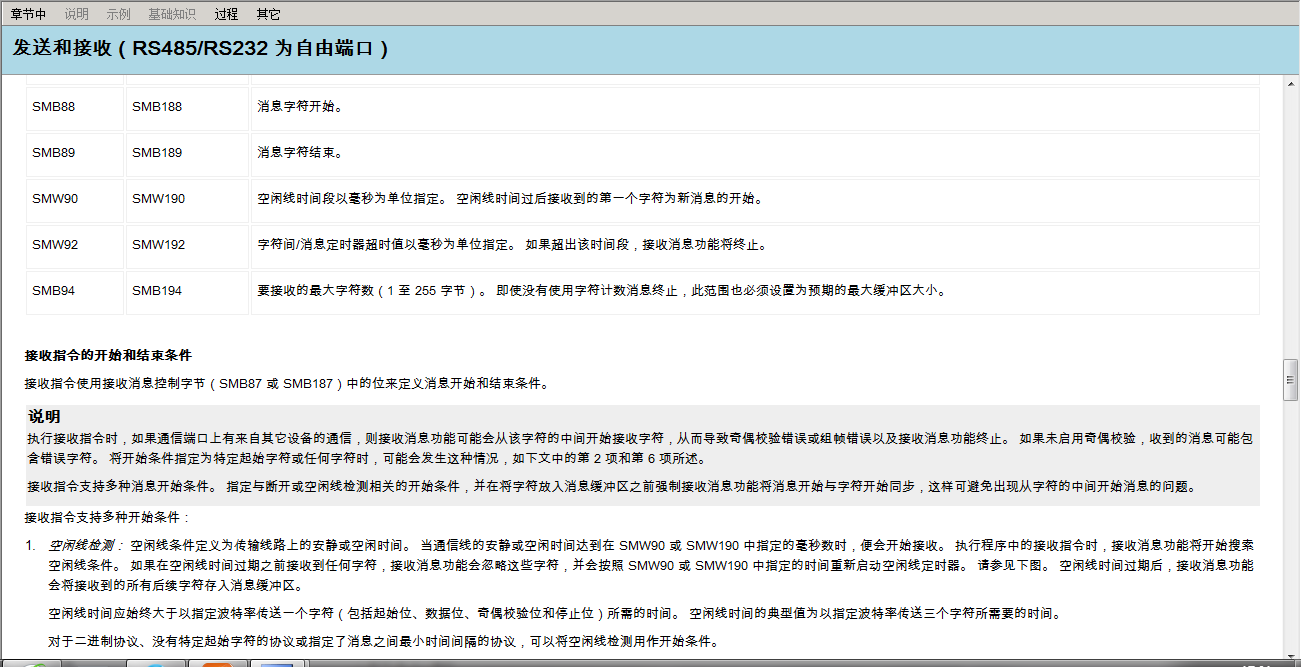 章节中 说明 示例 基础知识 过程 其它
发送和接收（RS485/RS232 为自由端口）
SMB88 SMB188 消息字符开始。
SMB89 SMB189 消息字符结束。
SMW90 SMW190 空闲线时间段以毫秒为单位指定。 空闲线时间过后接收到的第一个字符为新消息的开始。
SMW92 SMW192 字符间/消息定时器超时值以毫秒为单位指定。 如果超出该时间段，接收消息功能将终止。
SMB94 SMB194 要接收的最大字符数（1 至 255 字节）。 即使没有使用字符计数消息终止，此范围也必须设置为预期的最大缓冲区大小。
接收指令的开始和结束条件
接收指令使用接收消息控制字节（SMB87 或 SMB187）中的位来定义消息开始和结束条件。
说明
执行接收指令时，如果通信端口上有来自其它设备的通信，则接收消息功能可能会从该字符的中间开始接收字符，从而导致奇偶校验错误或组帧错误以及接收消息功能终止。 如果未启用奇偶校验，收到的消息可能包
含错误字符。 将开始条件指定为特定起始字符或任何字符时，可能会发生这种情况，如下文中的第 2 项和第 6 项所述。
接收指令支持多种消息开始条件。 指定与断开或空闲线检测相关的开始条件，并在将字符放入消息缓冲区之前强制接收消息功能将消息开始与字符开始同步，这样可避免出现从字符的中间开始消息的问题。
接收指令支持多种开始条件：
1. 空闲线检测： 空闲线条件定义为传输线路上的安静或空闲时间。 当通信线的安静或空闲时间达到在 SMW90 或 SMW190 中指定的毫秒数时，便会开始接收。 执行程序中的接收指令时，接收消息功能将开始搜索
空闲线条件。 如果在空闲线时间过期之前接收到任何字符，接收消息功能会忽略这些字符，并会按照 SMW90 或 SMW190 中指定的时间重新启动空闲线定时器。 请参见下图。 空闲线时间过期后，接收消息功能
会将接收到的所有后续字符存入消息缓冲区。
空闲线时间应始终大于以指定波特率传送一个字符（包括起始位、数据位、奇偶校验位和停止位）所需的时间。 空闲线时间的典型值为以指定波特率传送三个字符所需要的时间。
对于二进制协议、没有特定起始字符的协议或指定了消息之间最小时间间隔的协议，可以将空闲线检测用作开始条件。